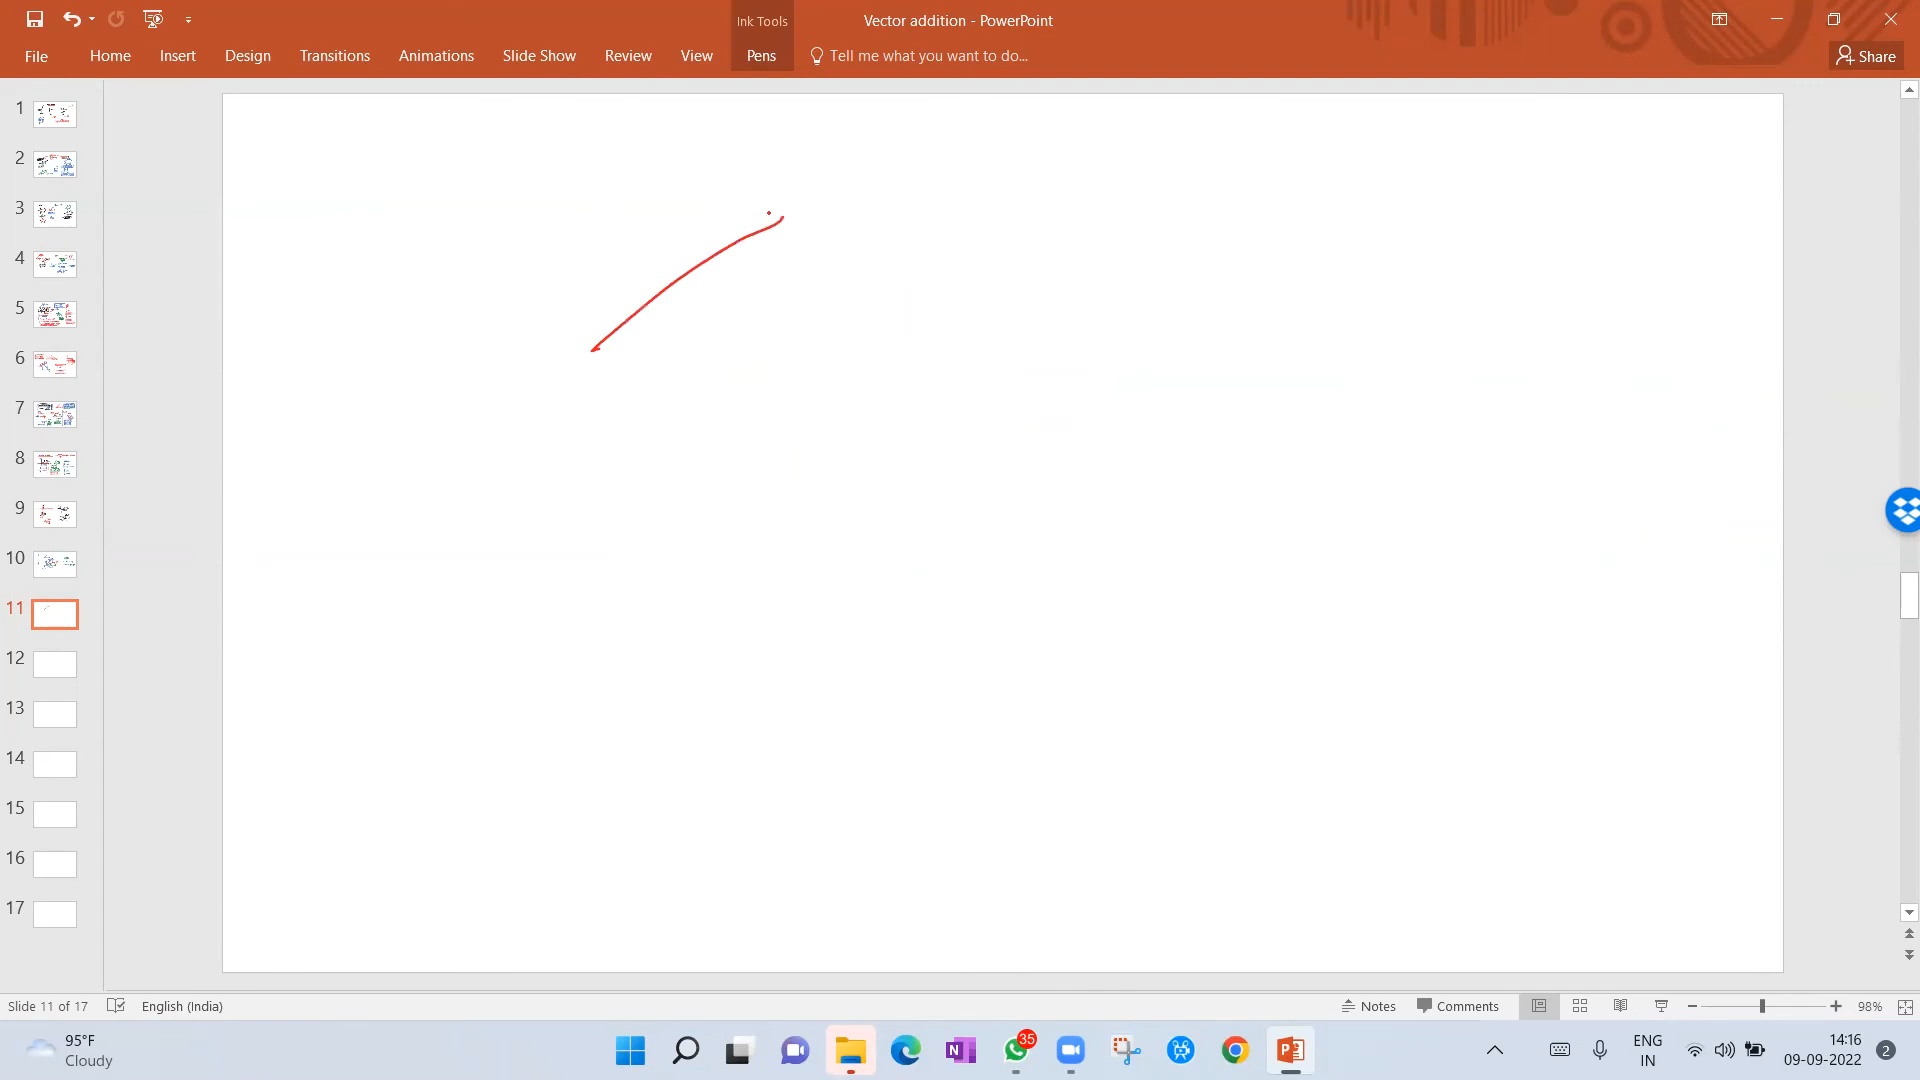 Ink Tools
Vector addition - PowerPoint
File Home Insert Design Transitions Animations Slide Show Review View Pens Tell me what you want to do... Share
1
2
3
4
5
6
7
8
9
10
11
12
13
14
15
16
17
Slide 11 of 17 English (India) Notes Comments 98%
95°F
Cloudy
35
ENG
IN
14:16
09-09-2022
2